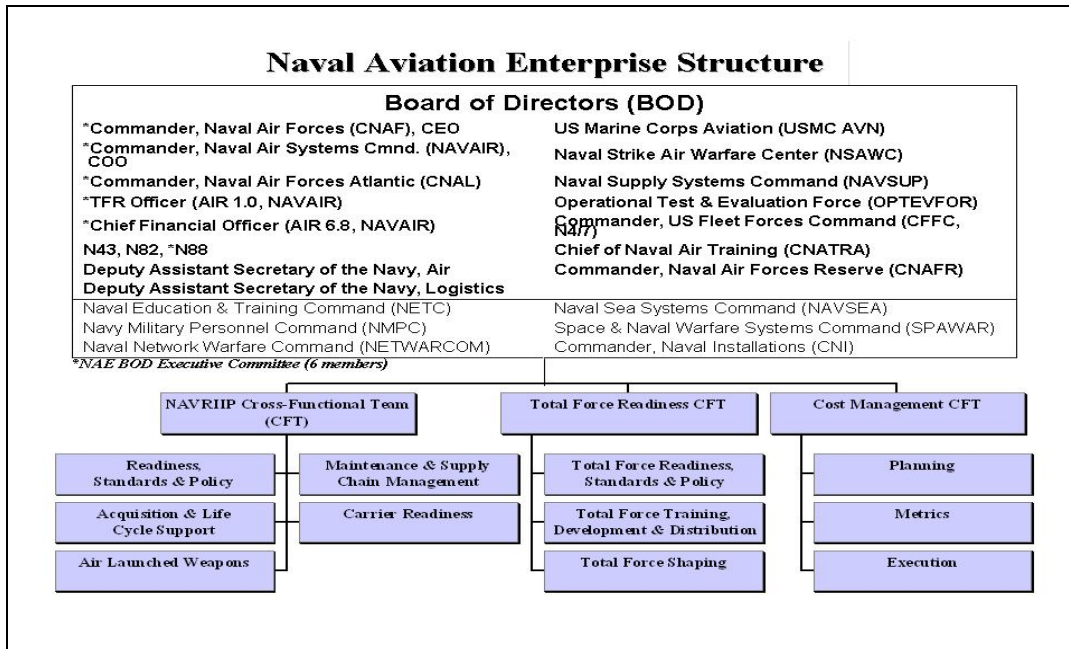 Naval Aviation Enterprise Structure
Board of Directors (BOD)
*Commander, Naval Air Forces (CNAF), CEO
*Commander, Naval Air Systems Cmnd. (NAVAIR),
COO
*Commander, Naval Air Forces Atlantic (CNAL)
*TFR Officer (AIR 1.0, NAVAIR)
*Chief Financial Officer (AIR 6.8, NAVAIR)
N43, N82, *N88
Deputy Assistant Secretary of the Navy, Air
Deputy Assistant Secretary of the Navy, Logistics
US Marine Corps Aviation (USMC AVN)
Naval Strike Air Warfare Center (NSAWC)
Naval Supply Systems Command (NAVSUP)
Operational Test & Evaluation Force (OPTEVFOR)
Commander, US Fleet Forces Command (CFFC,
N4/7)
Chief of Naval Air Training (CNATRA)
Commander, Naval Air Forces Reserve (CNAFR)
Naval Education & Training Command (NETC)
Navy Military Personnel Command (NMPC)
Naval Network Warfare Command (NETWARCOM)
Naval Sea Systems Command (NAVSEA)
Space & Naval Warfare Systems Command (SPAWAR)
Commander, Naval Installations (CNI)
*NAE BOD Executive Committee (6 members)
NAVRIIP Cross-Functional Team
(CFT)
Readiness,
Standards & Policy
Acquisition & Life
Cycle Support
Air Launched Weapons
Maintenance & Supply
Chain Management
Carrier Readiness
Total Force Readiness CFT
Total Force Readiness,
Standards & Policy
Total Force Training,
Development & Distribution
Total Force Shaping
Cost Management CFT
Planning
Metrics
Execution